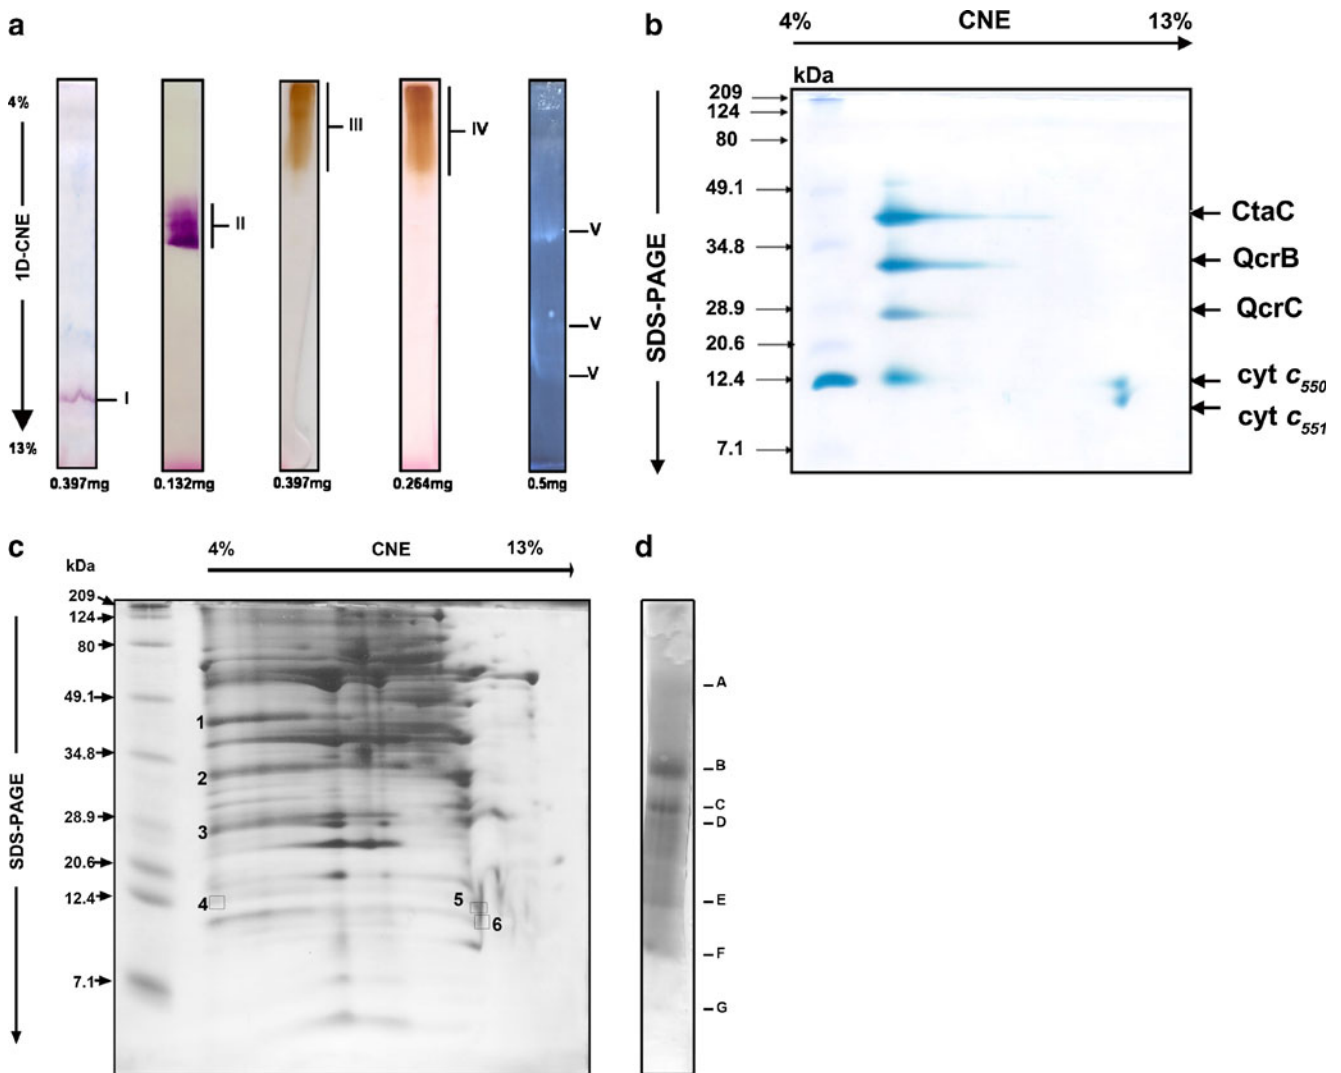 a
4%
1D-CNE
13%
I
II
III
IV
V
V
V
0.397mg
0.132mg
0.397mg
0.264mg
0.5mg
b
4%
CNE
13%
kDa
SDS-PAGE
209
124
80
49.1
34.8
28.9
20.6
12.4
7.1
CtaC
QcrB
QcrC
cyt c550
cyt c551
c
4%
CNE
13%
kDa
SDS-PAGE
209
124
80
49.1
34.8
28.9
20.6
12.4
7.1
1
2
3
4
5
6
d
A
B
C
D
E
F
G